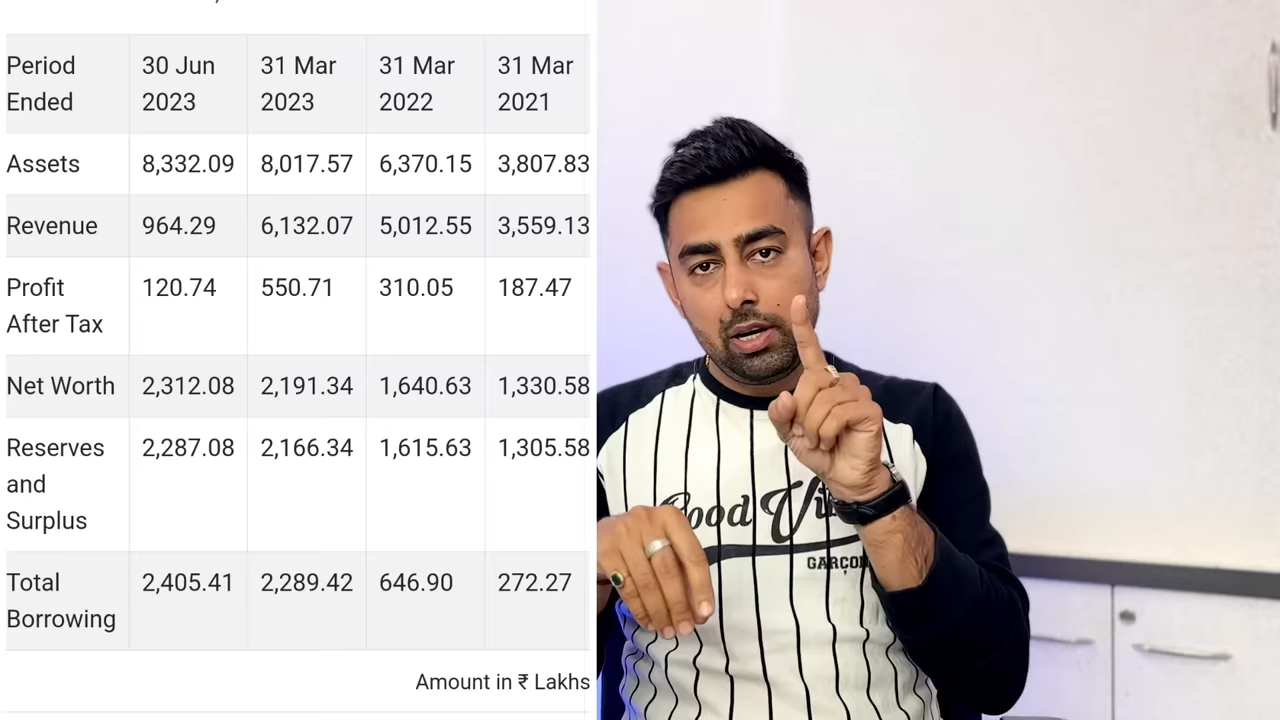 Period Ended 30 Jun 2023 31 Mar 2023 31 Mar 2022 31 Mar 2021
Assets 8,332.09 8,017.57 6,370.15 3,807.83
Revenue 964.29 6,132.07 5,012.55 3,559.13
Profit After Tax 120.74 550.71 310.05 187.47
Net Worth 2,312.08 2,191.34 1,640.63 1,330.58
Reserves and Surplus 2,287.08 2,166.34 1,615.63 1,305.58
Total Borrowing 2,405.41 2,289.42 646.90 272.27
Amount in ₹ Lakhs
Good
GARÇON